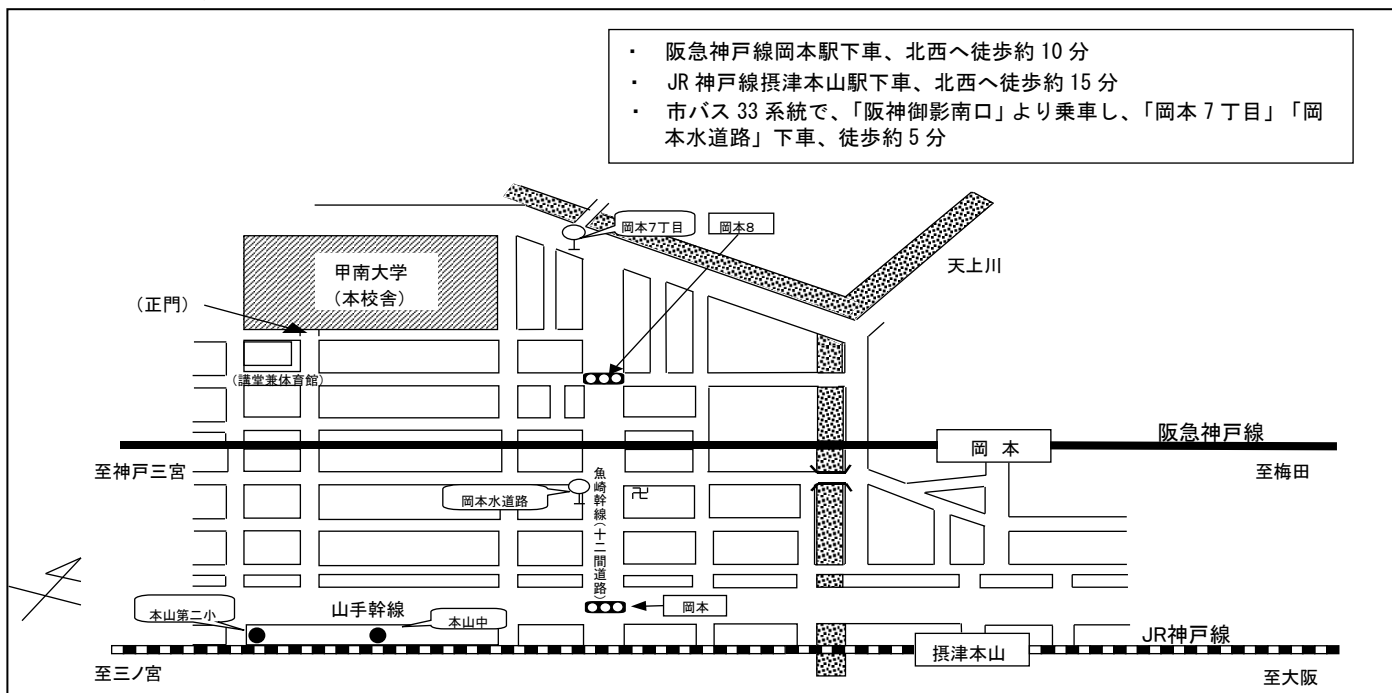 ・ 阪急神戸線岡本駅下車、北西へ徒歩約 10 分
・ JR 神戸線摂津本山駅下車、北西へ徒歩約 15 分
・ 市バス 33 系統で、「阪神御影南口」より乗車し、「岡本 7 丁目」「岡
本水道路」下車、徒歩約 5 分
岡本7丁目
岡本8
甲南大学
(本校舎)
天上川
(正門)
(講堂兼体育館)
阪急神戸線
岡 本
至神戸三宮
至梅田
岡本水道路
魚崎幹線(十二間道路)
卍
岡本
本山第二小
山手幹線
本山中
JR神戸線
摂津本山
至三ノ宮
至大阪